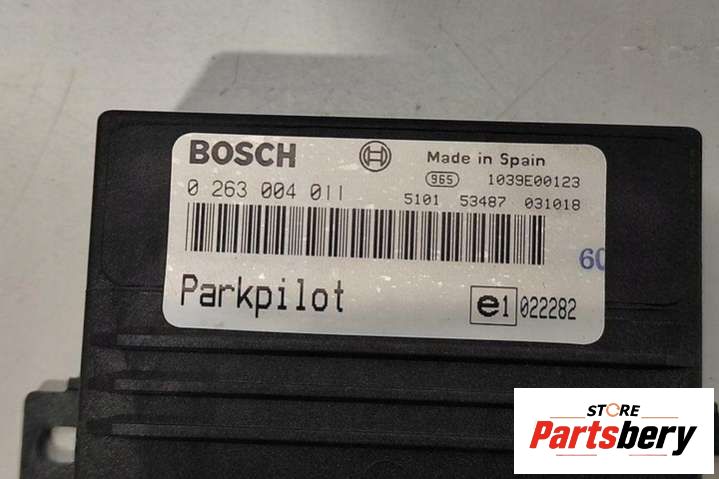 BOSCH
Made in Spain
965 1039E00123
0 263 004 011
5101 53487 031018
60
Parkpilot
e1 022282
STORE
Partsbery